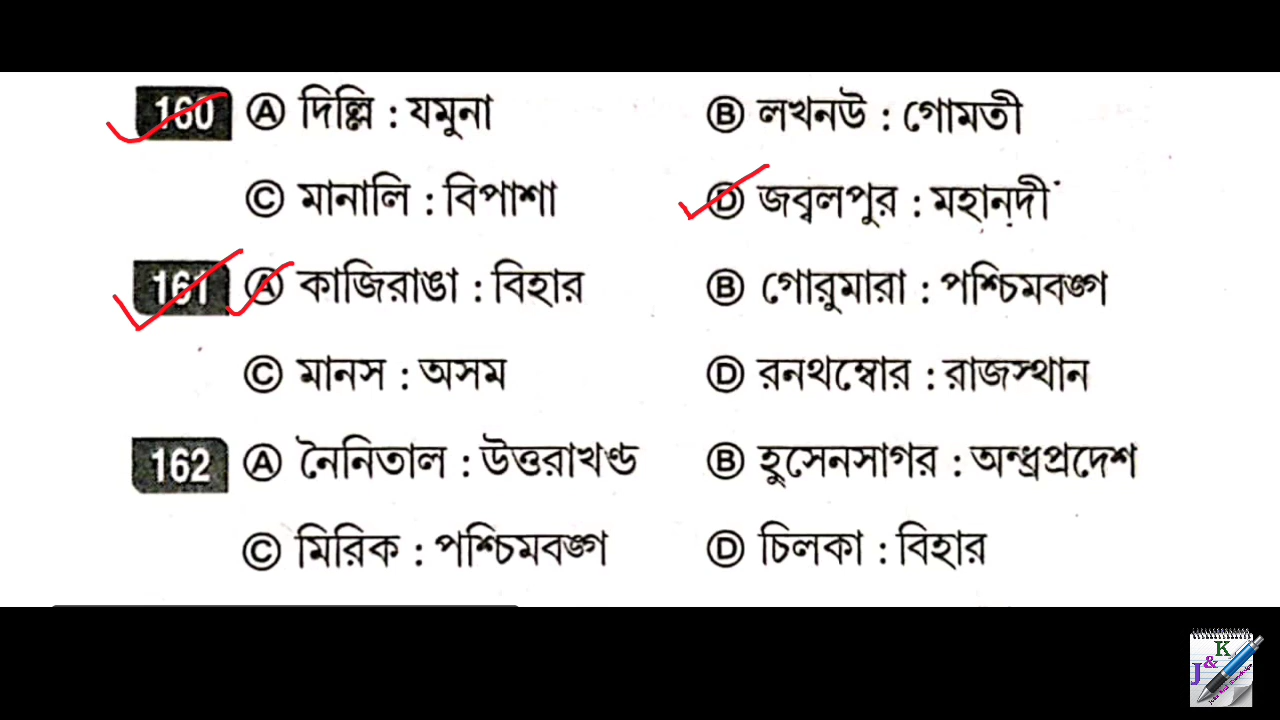 160 Ⓐ দিল্লি : যমুনা Ⓑ লখনউ : গোমতী
Ⓒ মানালি : বিপাশা Ⓓ জব্বলপুর : মহানদী
161 Ⓐ কাজিরাঙা : বিহার Ⓑ গোরুমারা : পশ্চিমবঙ্গ
Ⓒ মানস : অসম Ⓓ রনথম্বোর : রাজস্থান
162 Ⓐ নৈনিতাল : উত্তরাখণ্ড Ⓑ হুসেনসাগর : অন্ধ্রপ্রদেশ
Ⓒ মিরিক : পশ্চিমবঙ্গ Ⓓ চিলকা : বিহার
J & K